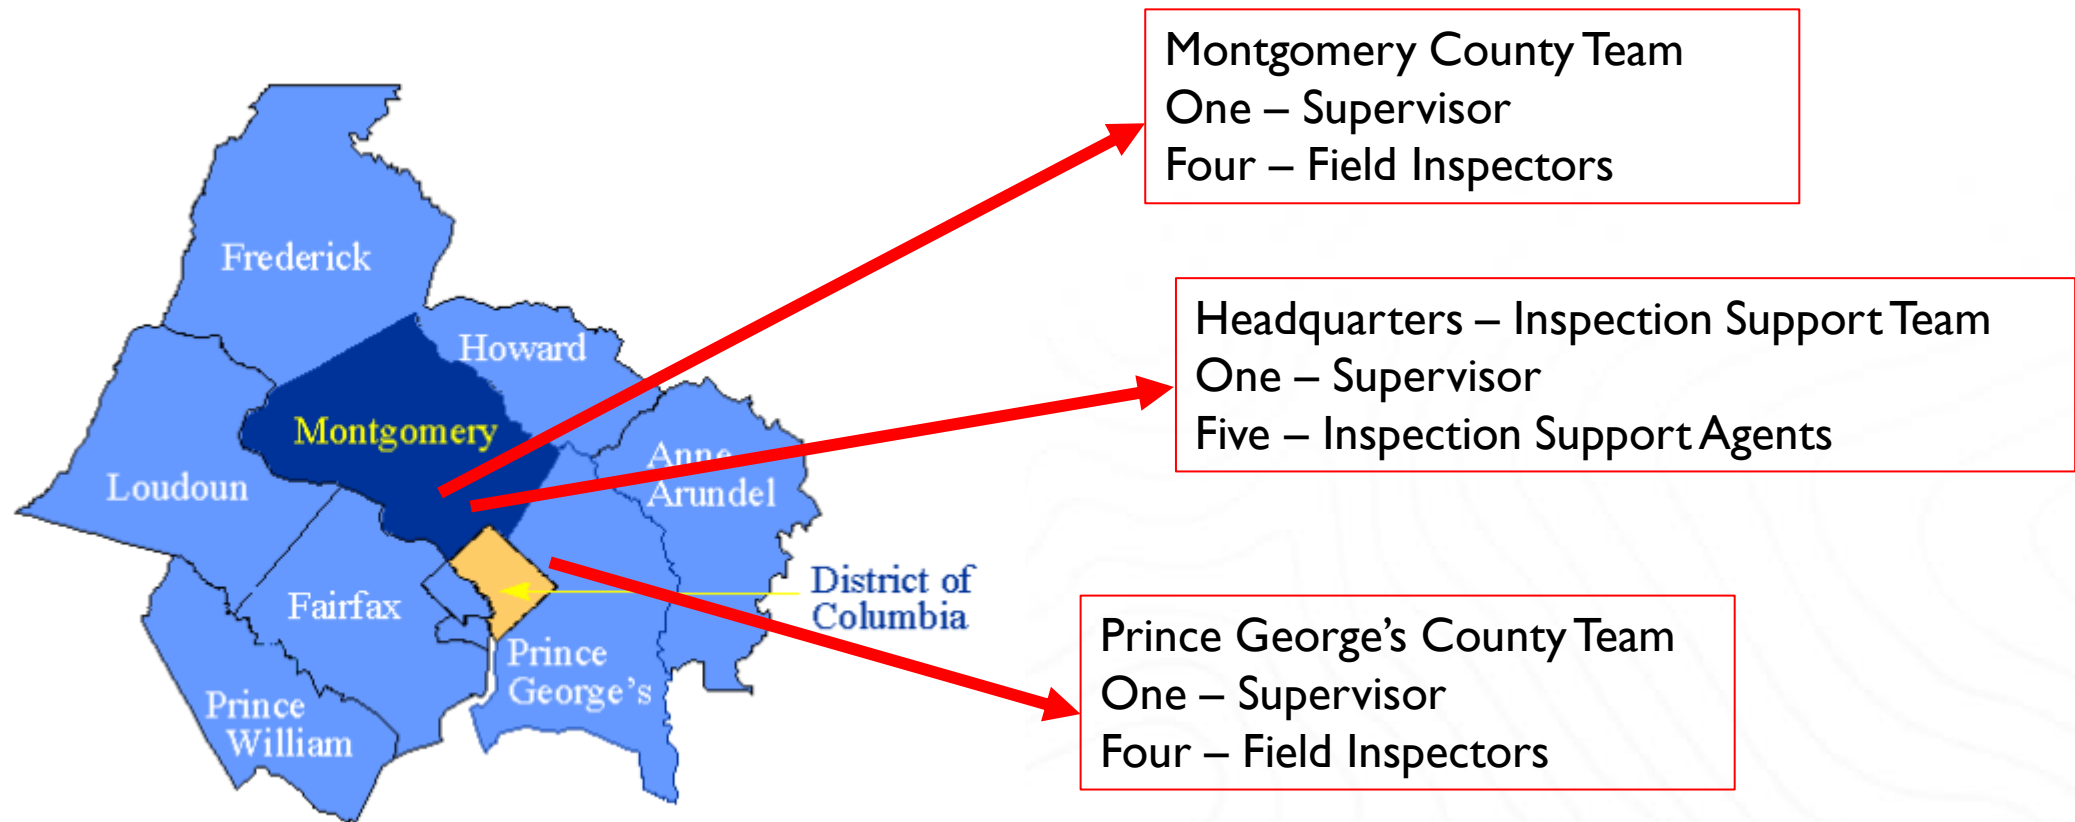 Montgomery County Team
One – Supervisor
Four – Field Inspectors
Frederick
Howard
Headquarters – Inspection Support Team
One – Supervisor
Five – Inspection Support Agents
Montgomery
Anne
Arundel
Loudoun
District of
Columbia
Fairfax
Prince
George's
Prince
William
Prince George’s County Team
One – Supervisor
Four – Field Inspectors